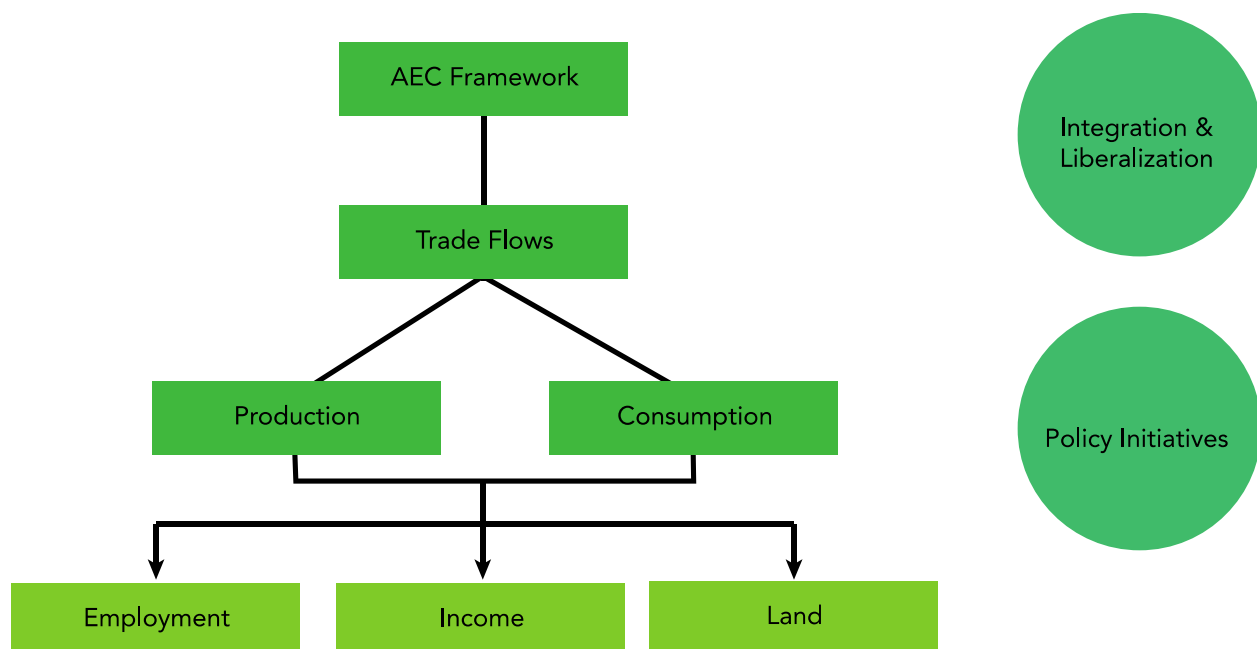 AEC Framework
Integration &
Liberalization
Trade Flows
Production
Consumption
Policy Initiatives
Employment
Income
Land